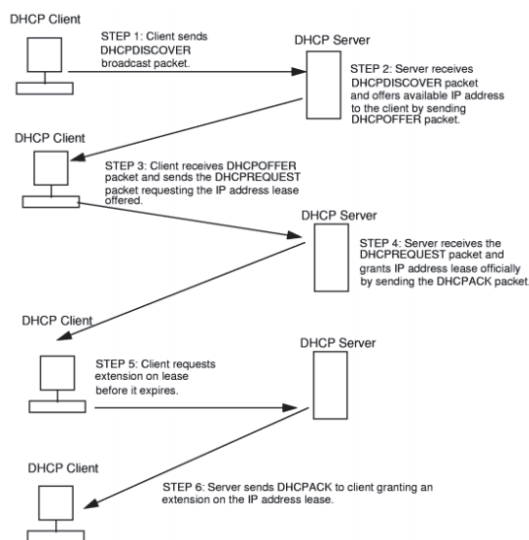 DHCP Client
STEP 1: Client sends
DHCPDISCOVER
broadcast packet.
DHCP Server
STEP 2: Server receives
DHCPDISCOVER packet
and offers available IP address
to the client by sending
DHCPOFFER packet.
DHCP Client
STEP 3: Client receives DHCPOFFER
packet and sends the DHCPREQUEST
packet requesting the IP address lease
offered.
DHCP Server
STEP 4: Server receives the
DHCPREQUEST packet and
grants IP address lease officially
by sending the DHCPACK packet.
DHCP Client
STEP 5: Client requests
extension on lease
before it expires.
DHCP Server
DHCP Client
STEP 6: Server sends DHCPACK to client granting an
extension on the IP address lease.